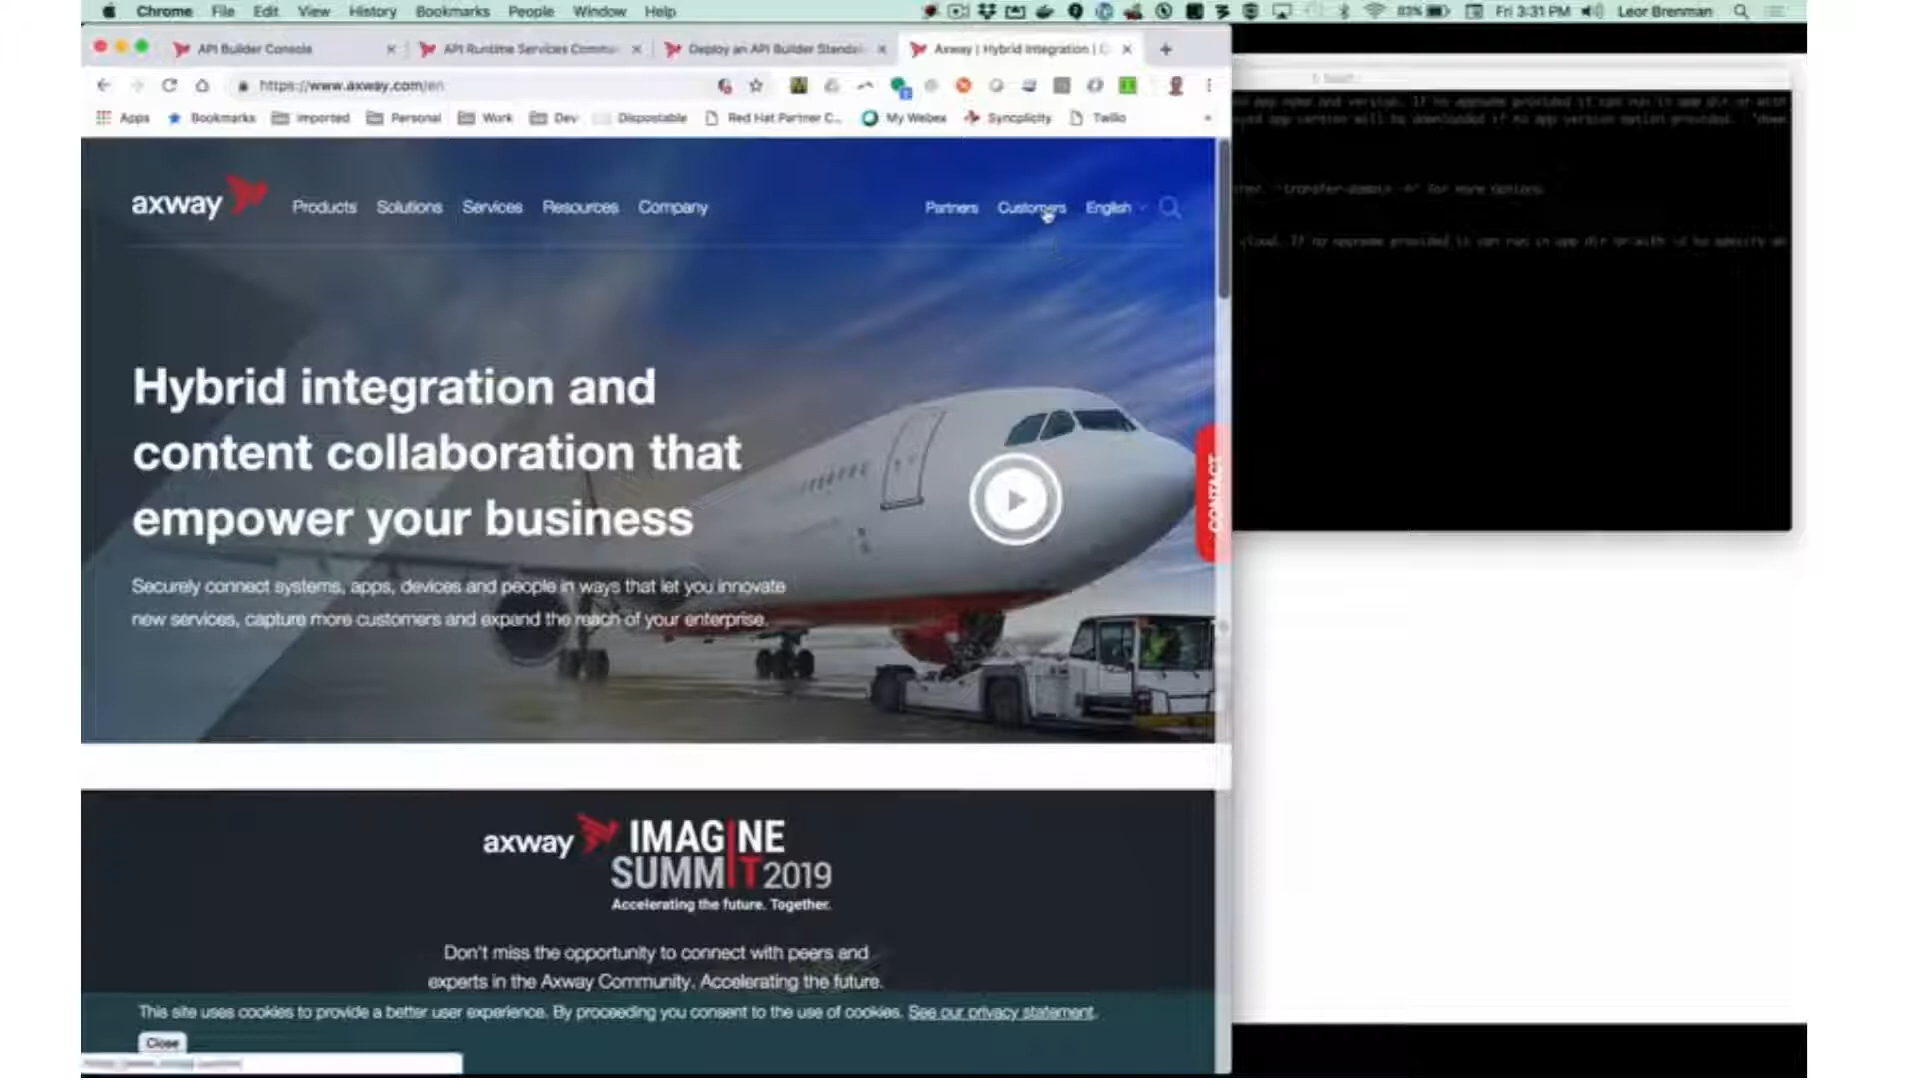 Chrome File Edit View History Bookmarks People Window Help
83% Fri 3:31 PM Leor Brenman
API Builder Console
API Runtime Services Comma
Deploy an API Builder Standal
Axway | Hybrid Integration | C
https://www.axway.com/en
Apps Bookmarks Imported Personal Work Dev Disposable Red Hat Partner C... My Webex Syncplicity Twilio
axway Products Solutions Services Resources Company Partners Customers English
Hybrid integration and
content collaboration that
empower your business
Securely connect systems, apps, devices and people in ways that let you innovate
new services, capture more customers and expand the reach of your enterprise.
CONTACT
axway IMAGINE
SUMMIT 2019
Accelerating the future. Together.
Don't miss the opportunity to connect with peers and
experts in the Axway Community. Accelerating the future.
This site uses cookies to provide a better user experience. By proceeding you consent to the use of cookies. See our privacy statement.
Close